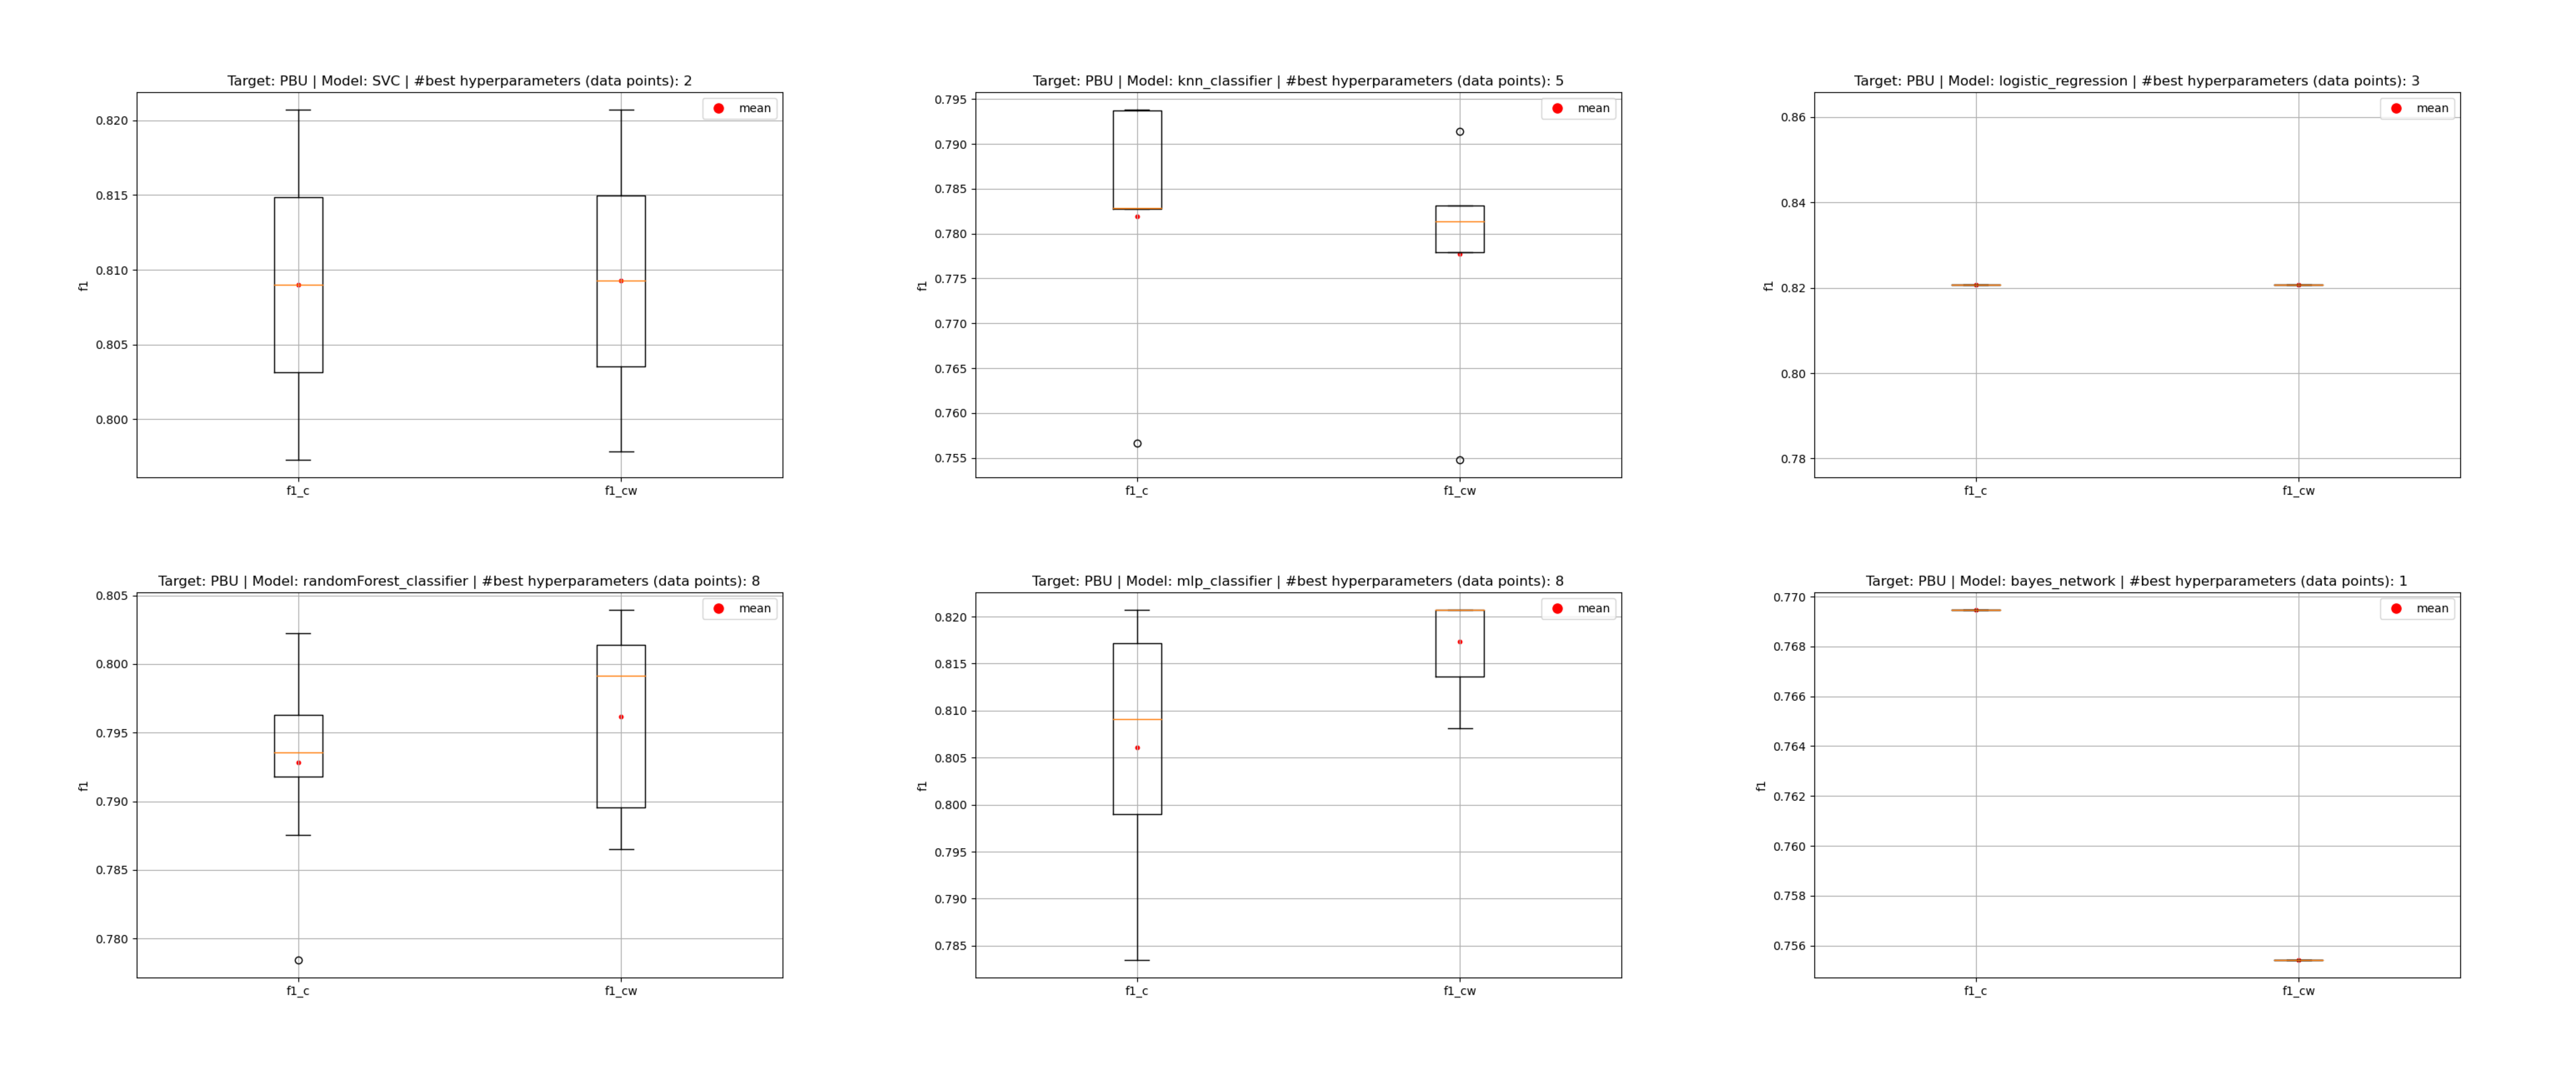 Target: PBU | Model: SVC | #best hyperparameters (data points): 2
mean
0.820
0.815
0.810
0.805
0.800
f1
f1_c
f1_cw
Target: PBU | Model: knn_classifier | #best hyperparameters (data points): 5
mean
0.795
0.790
0.785
0.780
0.775
0.770
0.765
0.760
0.755
f1
f1_c
f1_cw
Target: PBU | Model: logistic_regression | #best hyperparameters (data points): 3
mean
0.86
0.84
0.82
0.80
0.78
f1
f1_c
f1_cw
Target: PBU | Model: randomForest_classifier | #best hyperparameters (data points): 8
mean
0.805
0.800
0.795
0.790
0.785
0.780
f1
f1_c
f1_cw
Target: PBU | Model: mlp_classifier | #best hyperparameters (data points): 8
mean
0.820
0.815
0.810
0.805
0.800
0.795
0.790
0.785
f1
f1_c
f1_cw
Target: PBU | Model: bayes_network | #best hyperparameters (data points): 1
mean
0.770
0.768
0.766
0.764
0.762
0.760
0.758
0.756
f1
f1_c
f1_cw